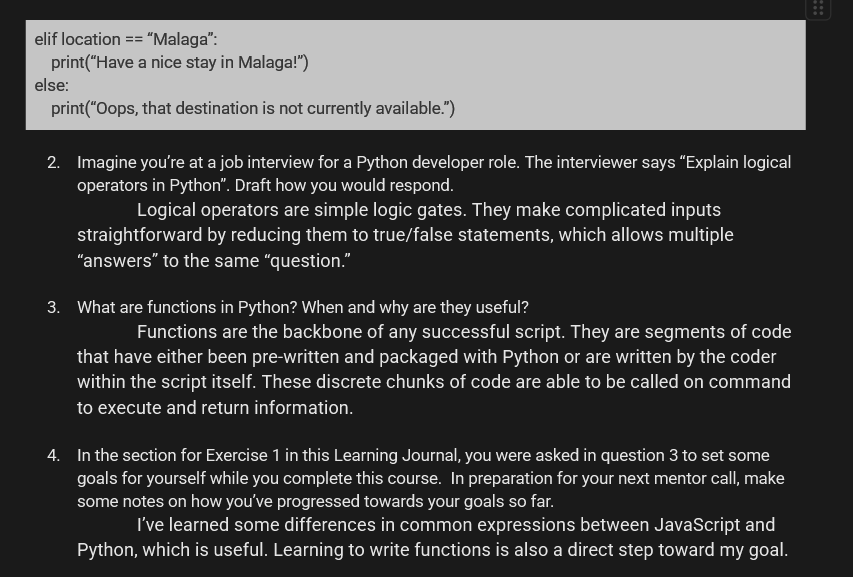 elif location == “Malaga”:
print(“Have a nice stay in Malaga!”)
else:
print(“Oops, that destination is not currently available.”)
2. Imagine you’re at a job interview for a Python developer role. The interviewer says “Explain logical
operators in Python”. Draft how you would respond.
Logical operators are simple logic gates. They make complicated inputs
straightforward by reducing them to true/false statements, which allows multiple
“answers” to the same “question.”
3. What are functions in Python? When and why are they useful?
Functions are the backbone of any successful script. They are segments of code
that have either been pre-written and packaged with Python or are written by the coder
within the script itself. These discrete chunks of code are able to be called on command
to execute and return information.
4. In the section for Exercise 1 in this Learning Journal, you were asked in question 3 to set some
goals for yourself while you complete this course. In preparation for your next mentor call, make
some notes on how you’ve progressed towards your goals so far.
I’ve learned some differences in common expressions between JavaScript and
Python, which is useful. Learning to write functions is also a direct step toward my goal.